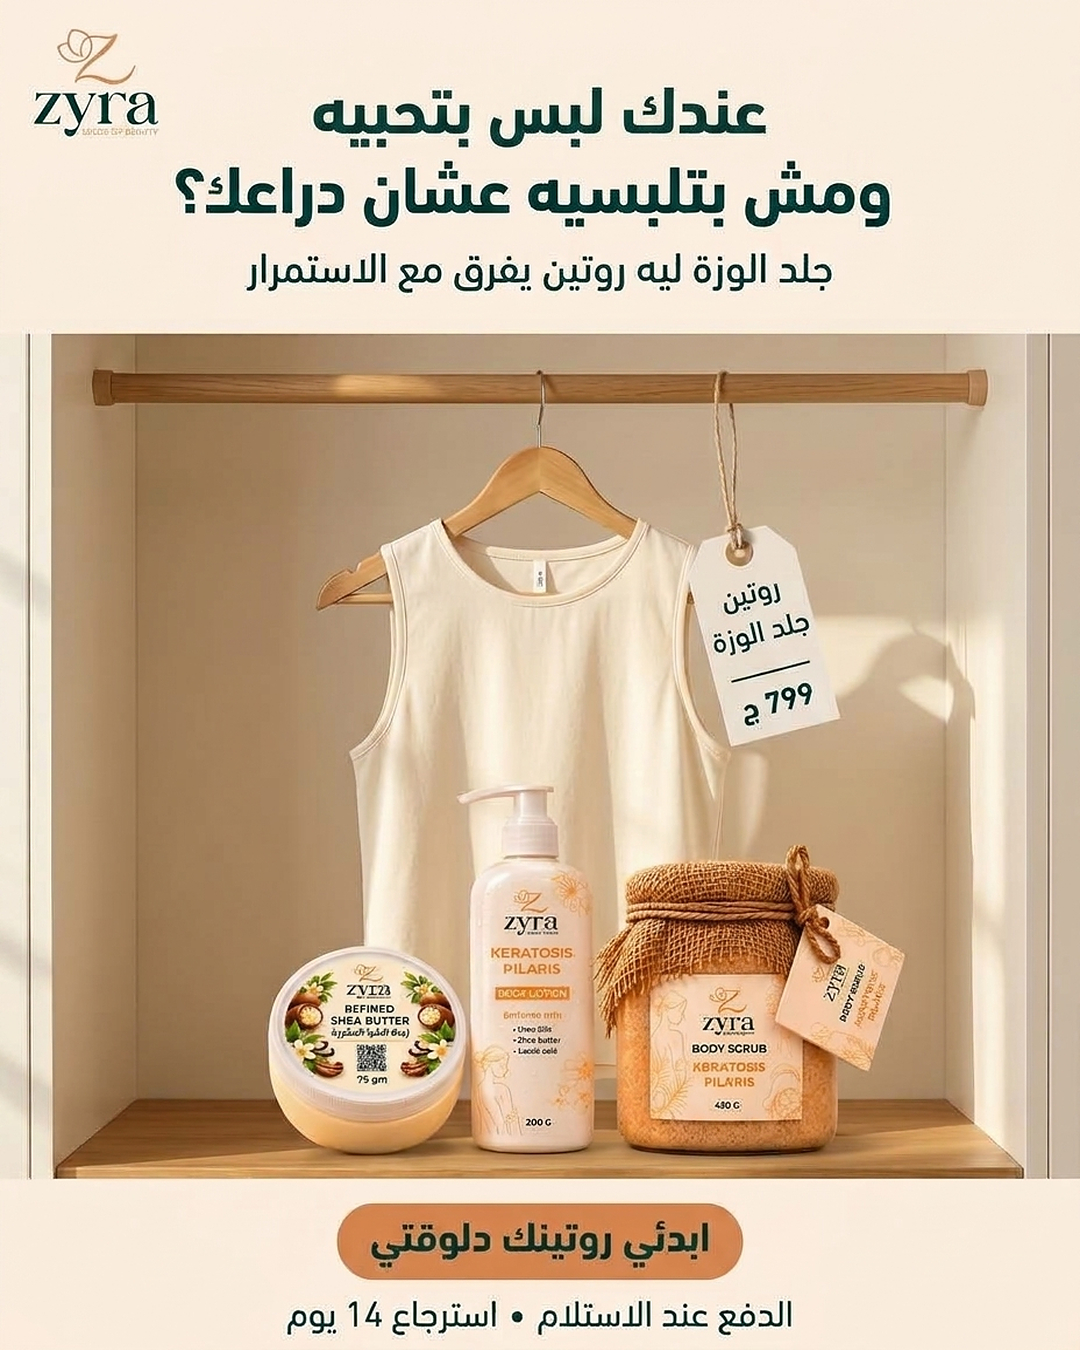 zyra
عندك لبس بتحبيه
ومش بتلبسيه عشان دراعك؟
جلد الوزة ليه روتين يفرق مع الاستمرار
روتين
جلد الوزة
799 ج
zyra
KERATOSIS
PILARIS
• Urea
200 G
REFINED
SHEA BUTTER
75 gm
zyra
BODY SCRUB
KERATOSIS
PILARIS
zyra
ابدئي روتينك دلوقتي
الدفع عند الاستلام • استرجاع 14 يوم